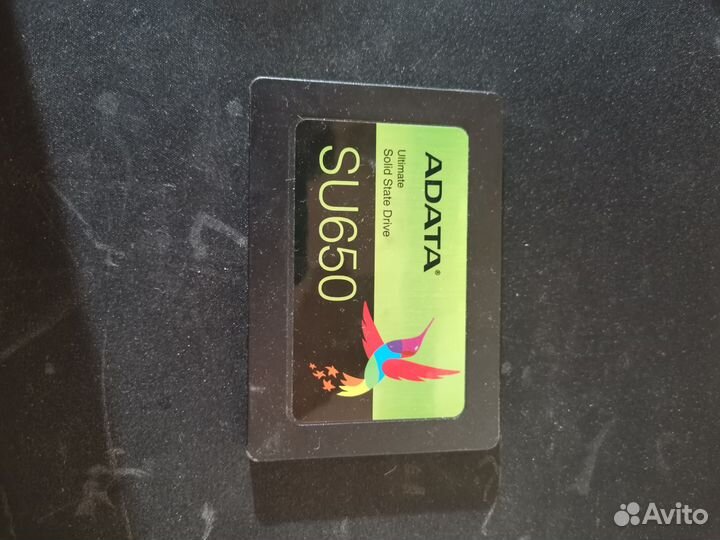 ADATA®
Ultimate
Solid State Drive
SU650
Avito